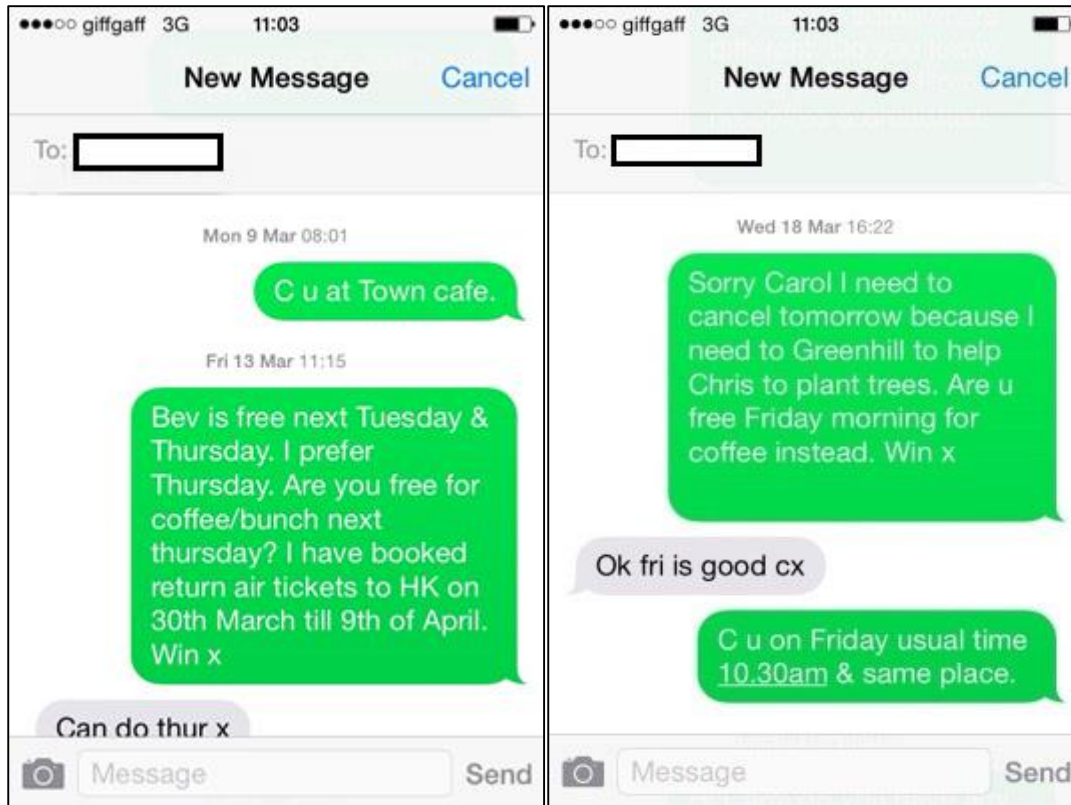 ●●●○○ giffgaff 3G 11:03
New Message Cancel
To:
Mon 9 Mar 08:01
C u at Town cafe.
Fri 13 Mar 11:15
Bev is free next Tuesday &
Thursday. I prefer
Thursday. Are you free for
coffee/bunch next
thursday? I have booked
return air tickets to HK on
30th March till 9th of April.
Win x
Can do thur x
Message Send
●●●○○ giffgaff 3G 11:03
New Message Cancel
To:
Wed 18 Mar 16:22
Sorry Carol I need to
cancel tomorrow because I
need to Greenhill to help
Chris to plant trees. Are u
free Friday morning for
coffee instead. Win x
Ok fri is good cx
C u on Friday usual time
10.30am & same place.
Message Send